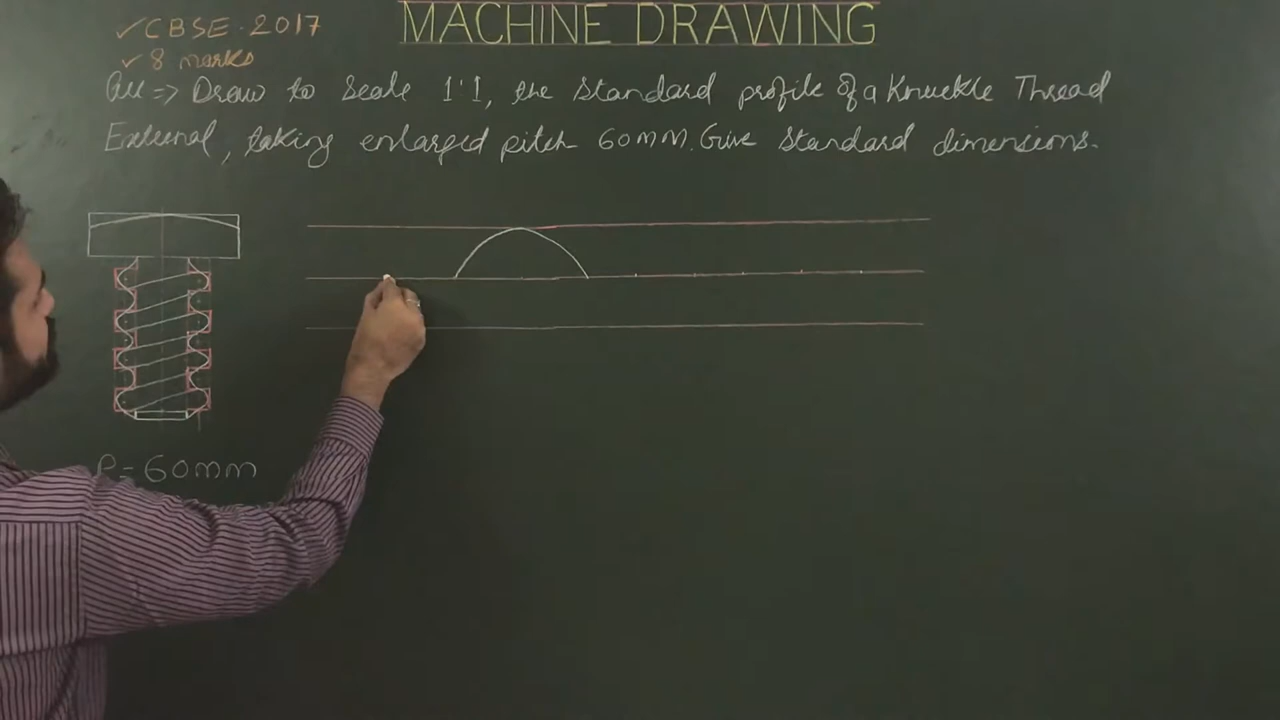 MACHINE DRAWING
✓ CBSE. 2017
✓ 8 marks
Que => Draw to Scale 1:1, the Standard profile of a Knuckle Thread
External, taking enlarged pitch 60MM. Give Standard dimensions.
P=60mm